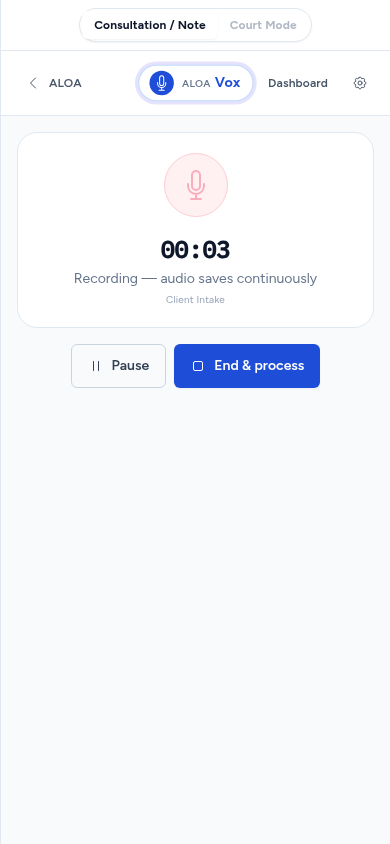 Consultation / Note Court Mode
ALOA ALOA Vox Dashboard
00:03
Recording — audio saves continuously
Client Intake
Pause End & process